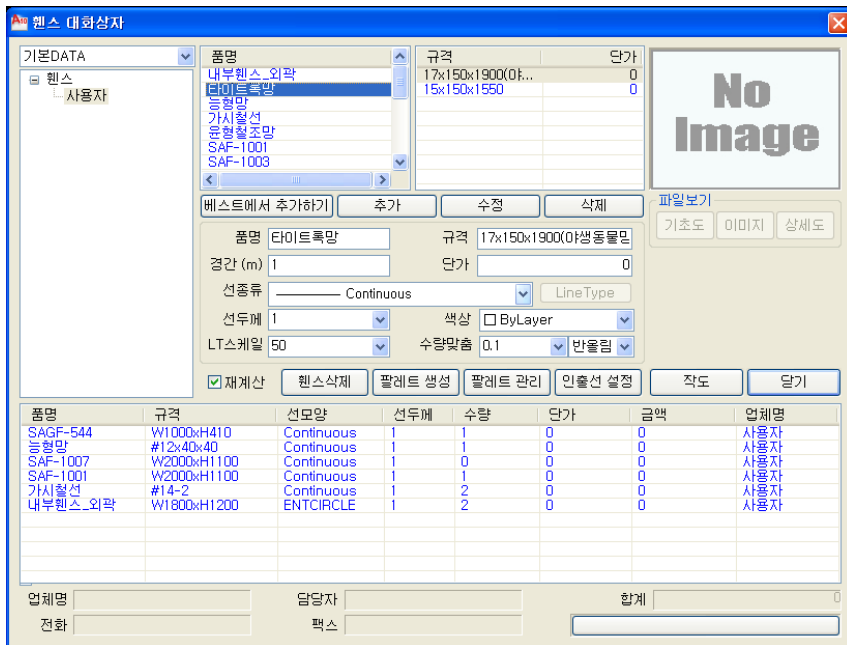 휀스 대화상자
기본DATA
휀스
사용자
품명
내부휀스_외곽
타이트록망
능형망
가시철선
윤형철조망
SAF-1001
SAF-1003
규격 단가
17x150x1900(야... 0
15x150x1550 0
No
Image
베스트에서 추가하기 추가 수정 삭제
파일보기
기초도 이미지 상세도
품명 타이트록망 규격 17x150x1900(야생동물망
경간 (m) 1 단가 0
선종류 Continuous LineType
선두께 1 색상 ByLayer
LT스케일 50 수량맞춤 0.1 반올림
재계산 휀스삭제 팔레트 생성 팔레트 관리 인출선 설정 작도 닫기
품명 규격 선모양 선두께 수량 단가 금액 업체명
SAGF-544 W1000xH410 Continuous 1 1 0 0 사용자
능형망 #12x40x40 Continuous 1 1 0 0 사용자
SAF-1007 W2000xH1100 Continuous 1 0 0 0 사용자
SAF-1001 W2000xH1100 Continuous 1 1 0 0 사용자
가시철선 #14-2 Continuous 1 2 0 0 사용자
내부휀스_외곽 W1800xH1200 ENTCIRCLE 1 2 0 0 사용자
업체명 담당자 합계 0
전화 팩스